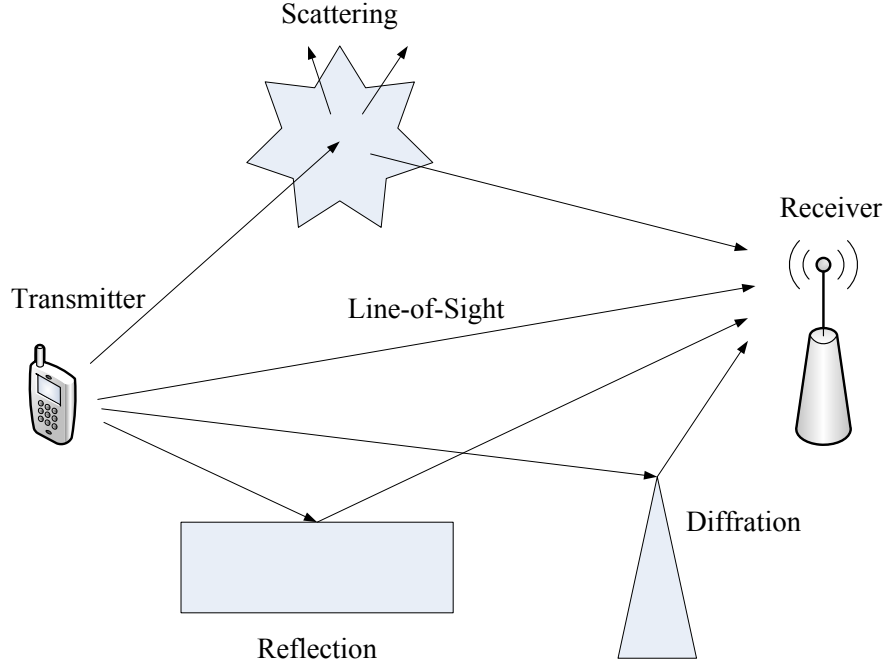 Scattering
Receiver
Transmitter
Line-of-Sight
Diffration
Reflection